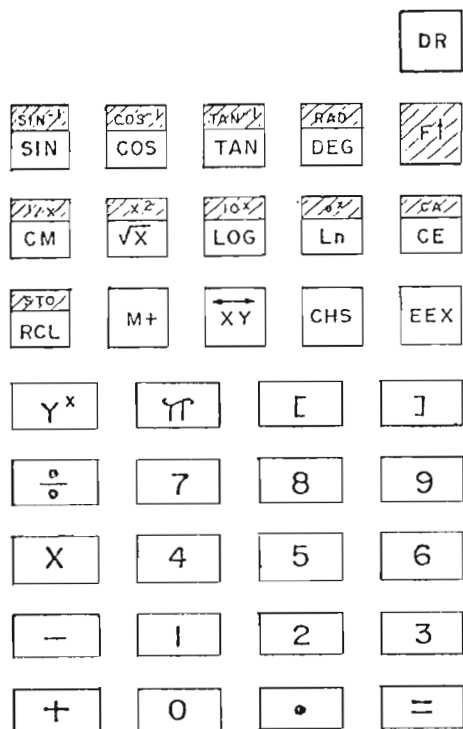 DR
SIN⁻¹ COS⁻¹ TAN⁻¹ RAD
SIN COS TAN DEG F↑
1/X X² 10ˣ eˣ CA
CM √X LOG Ln CE
STO
RCL M+ ↔XY CHS EEX
Yˣ π [ ]
÷ 7 8 9
X 4 5 6
− 1 2 3
+ 0 • =